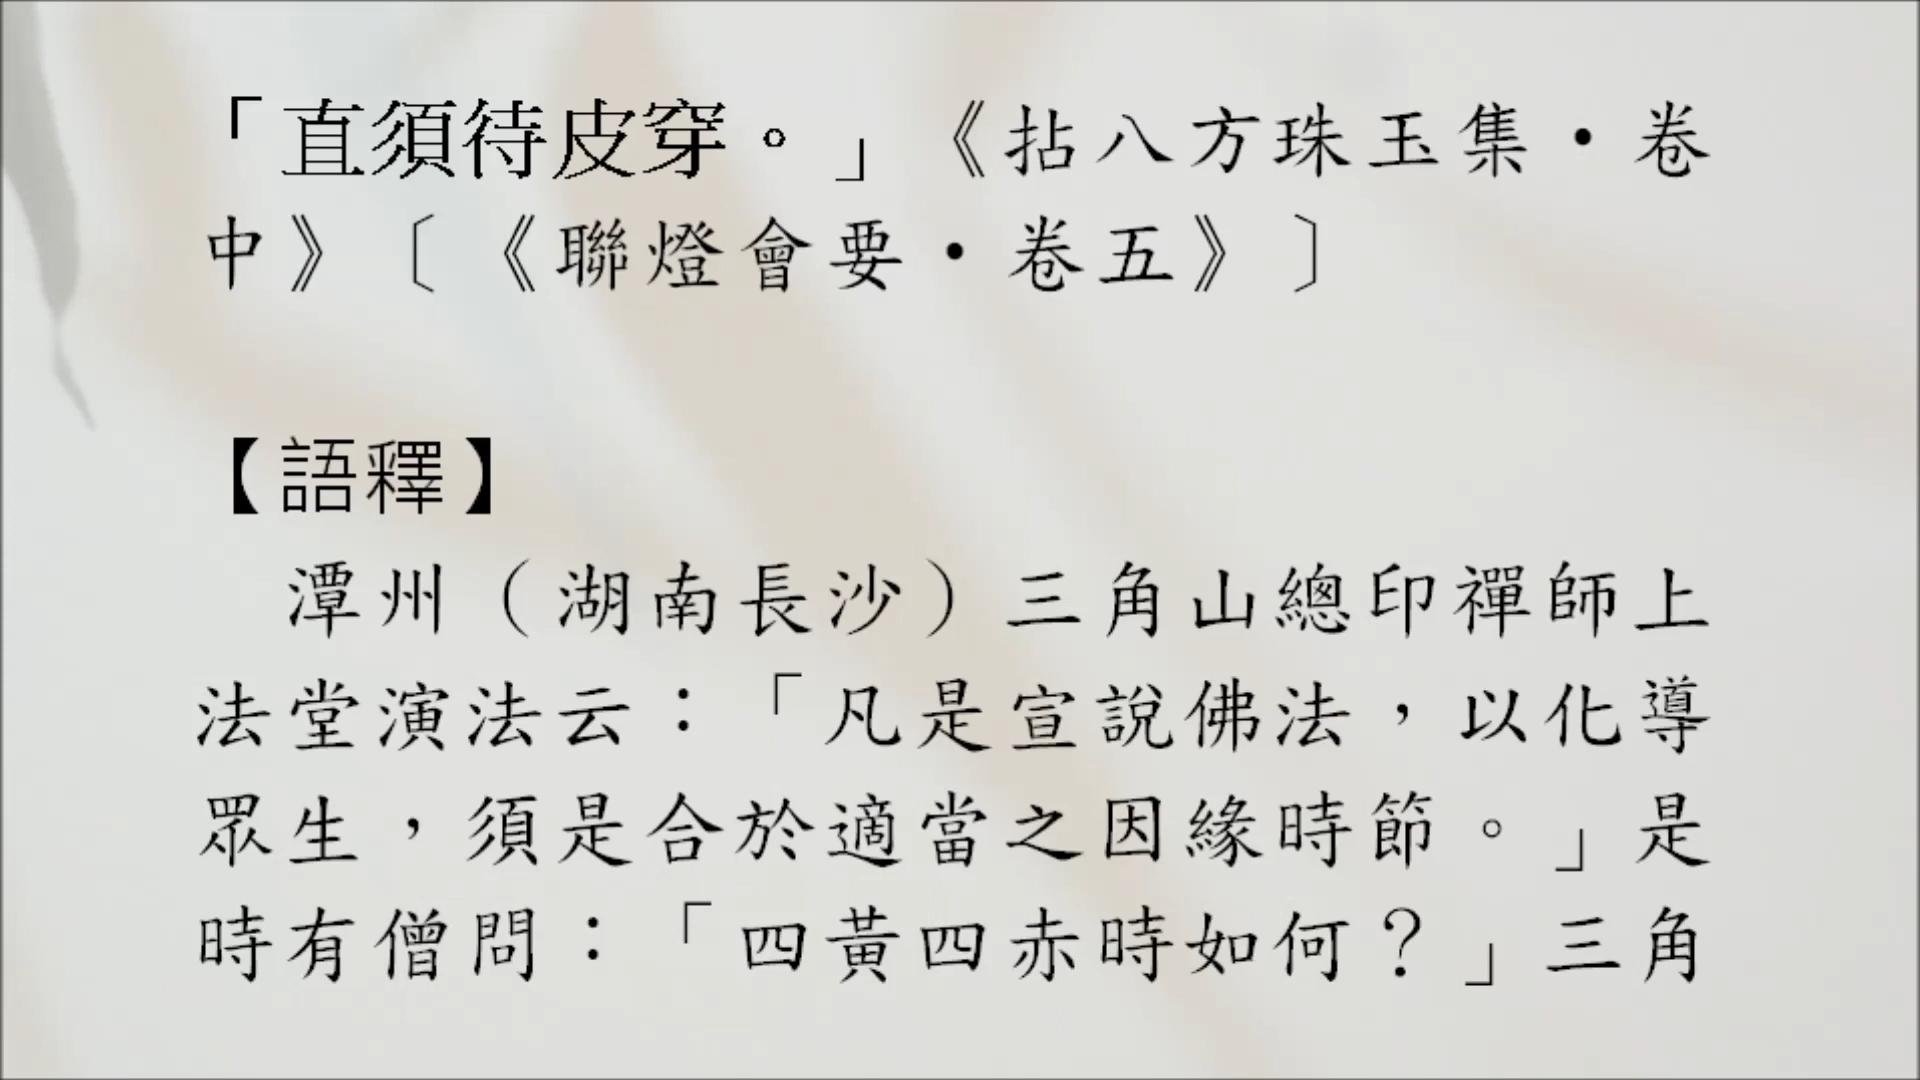 「直須待皮穿。」《拈八方珠玉集・卷
中》〔《聯燈會要・卷五》〕
【語釋】
潭州（湖南長沙）三角山總印禪師上
法堂演法云：「凡是宣說佛法，以化導
眾生，須是合於適當之因緣時節。」是
時有僧問：「四黃四赤時如何？」三角